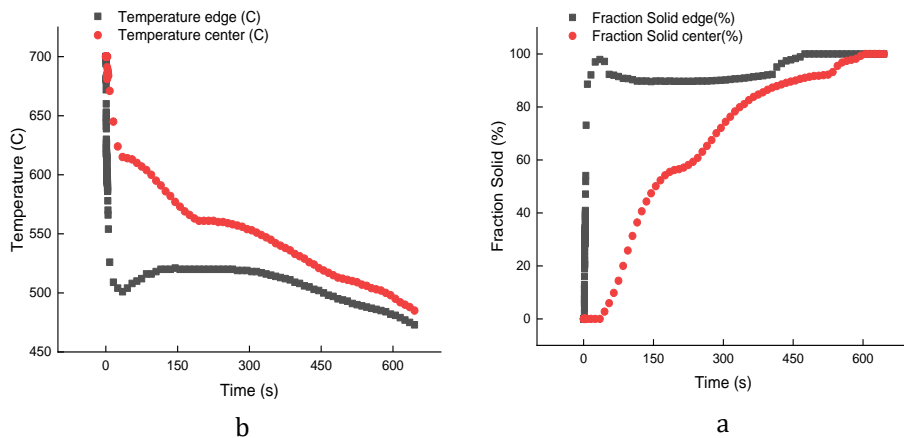 Temperature edge (C)
Temperature center (C)
700
650
600
550
500
450
Temperature (C)
0 150 300 450 600
Time (s)
b
Fraction Solid edge(%)
Fraction Solid center(%)
100
80
60
40
20
0
Fraction Solid (%)
0 150 300 450 600
Time (s)
a